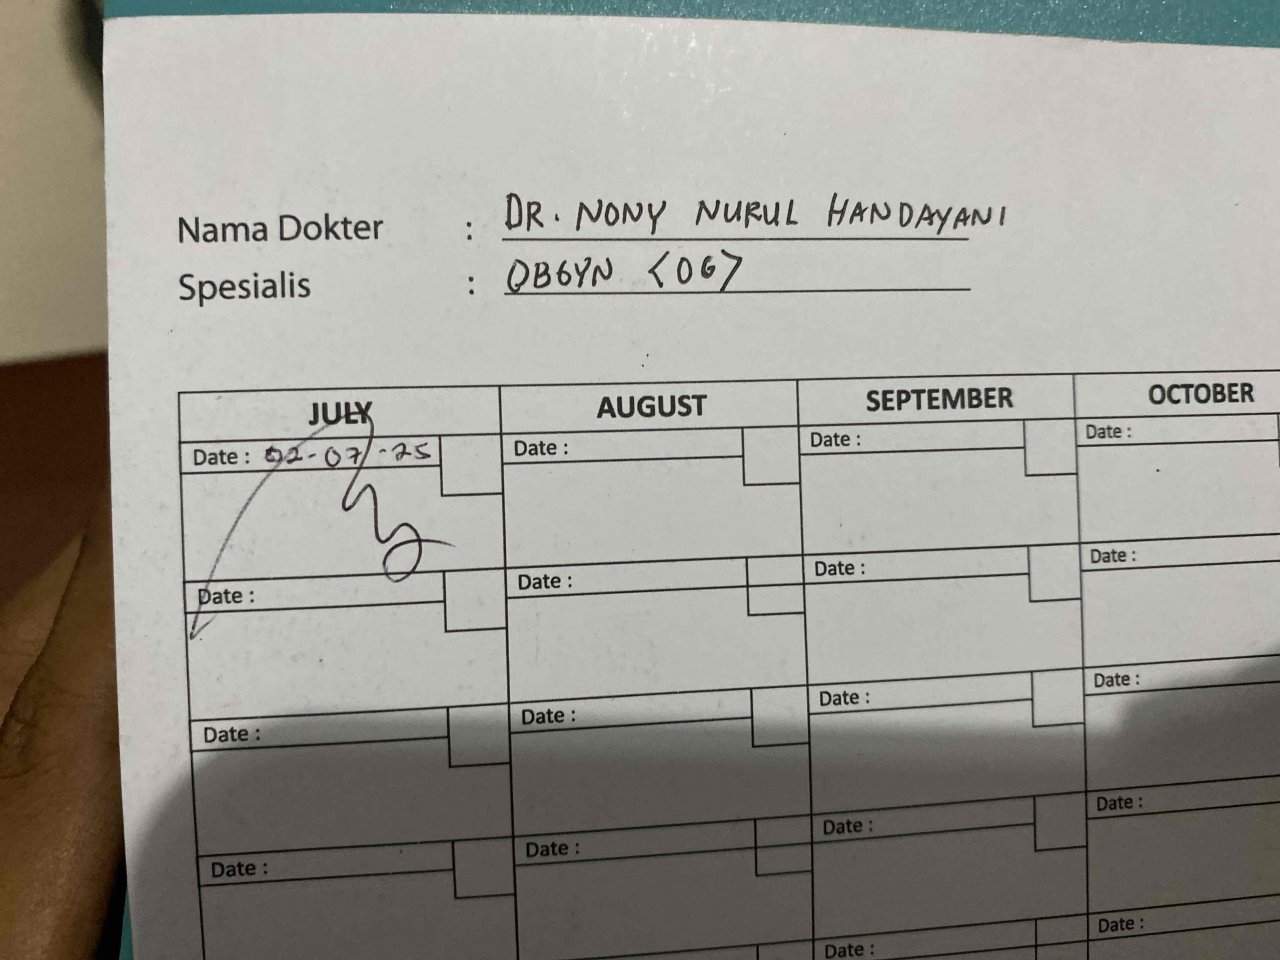 Nama Dokter : DR. NONY NURUL HANDAYANI
Spesialis : OBGYN <OG>
JULY AUGUST SEPTEMBER OCTOBER
Date : 02-07-25 Date : Date : Date :
Date : Date : Date : Date :
Date : Date : Date : Date :
Date : Date : Date : Date :
Date : Date :